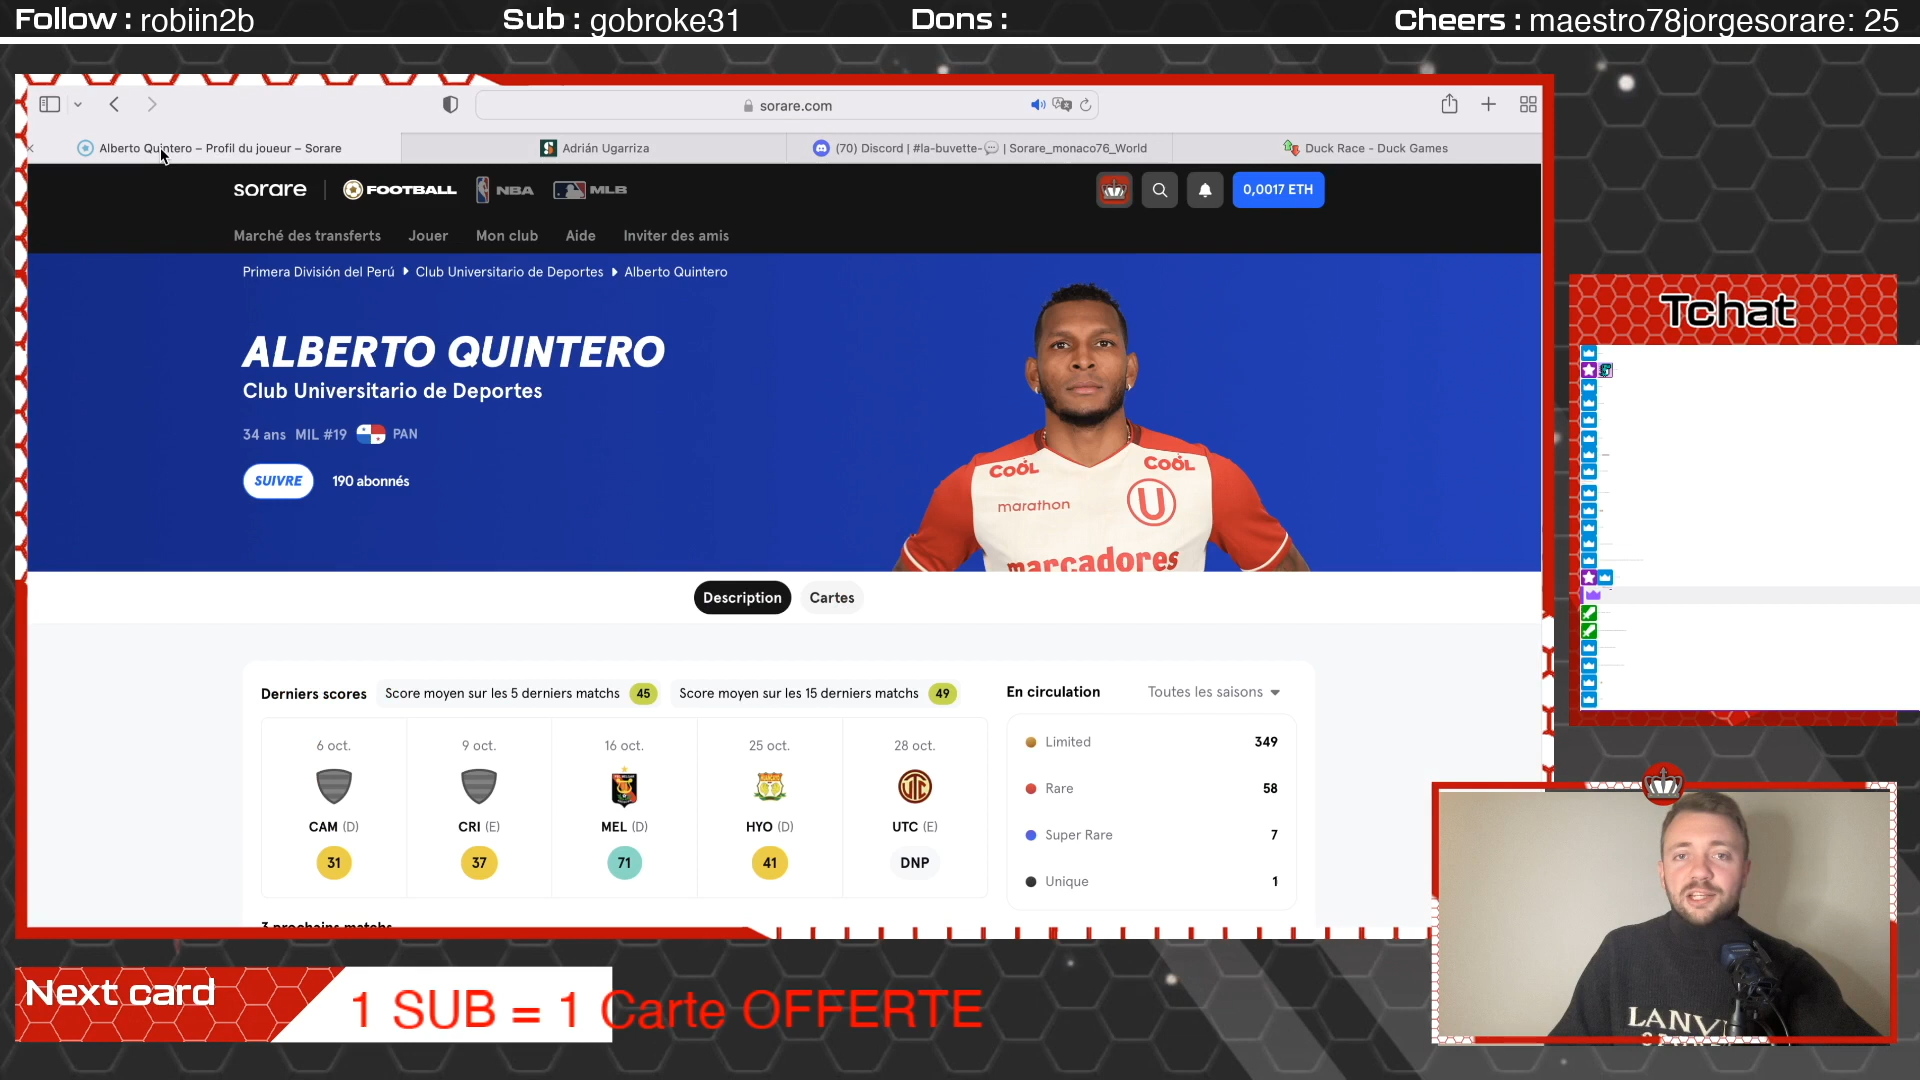 Follow : robiin2b
Sub : gobroke31
Dons :
Cheers : maestro78jorgesorare: 25
sorare.com
Alberto Quintero – Profil du joueur – Sorare
Adrián Ugarriza
(70) Discord | #la-buvette-💬 | Sorare_monaco76_World
Duck Race - Duck Games
sorare
FOOTBALL
NBA
MLB
0,0017 ETH
Marché des transferts
Jouer
Mon club
Aide
Inviter des amis
Primera División del Perú
Club Universitario de Deportes
Alberto Quintero
ALBERTO QUINTERO
Club Universitario de Deportes
34 ans MIL #19 PAN
SUIVRE
190 abonnés
COOL
COOL
marathon
U
marcadores
Tchat
Description
Cartes
Derniers scores
Score moyen sur les 5 derniers matchs 45
Score moyen sur les 15 derniers matchs 49
6 oct.
9 oct.
16 oct.
25 oct.
28 oct.
UTC
CAM (D)
CRI (E)
MEL (D)
HYO (D)
UTC (E)
31
37
71
41
DNP
En circulation
Toutes les saisons
Limited 349
Rare 58
Super Rare 7
Unique 1
3 prochains matchs
Next card
1 SUB = 1 Carte OFFERTE
LANV